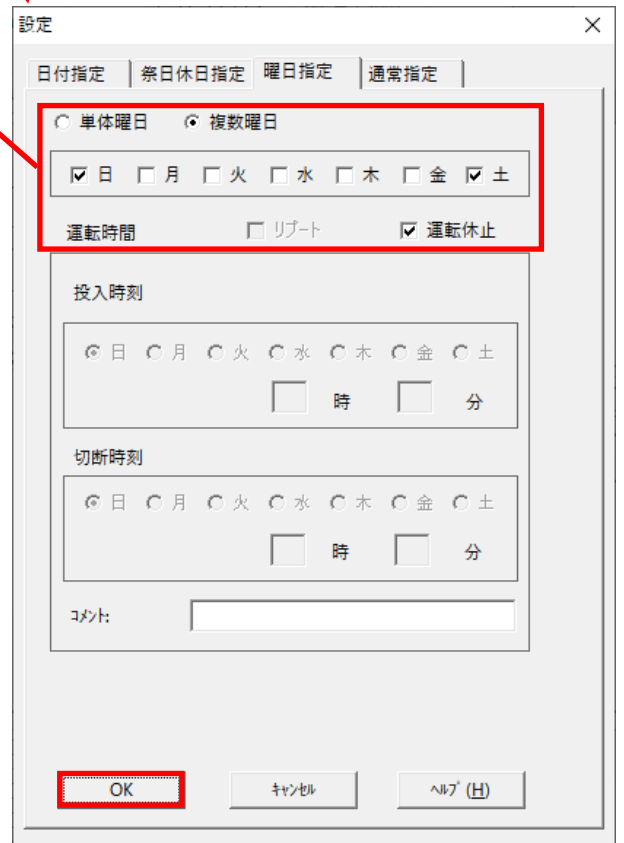 設定
日付指定 祭日休日指定 曜日指定 通常指定
単体曜日 複数曜日
日 月 火 水 木 金 土
運転時間 リブート 運転休止
投入時刻
日 月 火 水 木 金 土
時 分
切断時刻
日 月 火 水 木 金 土
時 分
コメント:
OK キャンセル ヘルプ(H)